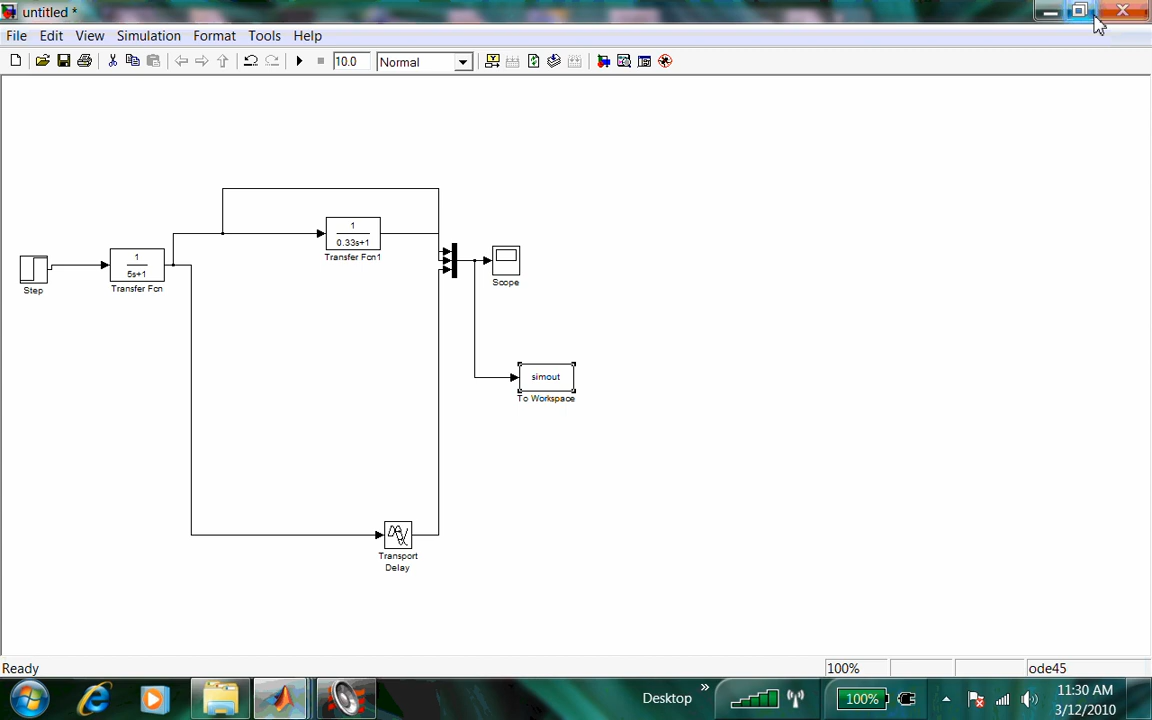 untitled *
File Edit View Simulation Format Tools Help
10.0 Normal
1
0.33s+1
Transfer Fcn1
1
5s+1
Transfer Fcn
Step
Scope
simout
To Workspace
Transport
Delay
Ready 100% ode45
Desktop » 100% 11:30 AM
3/12/2010